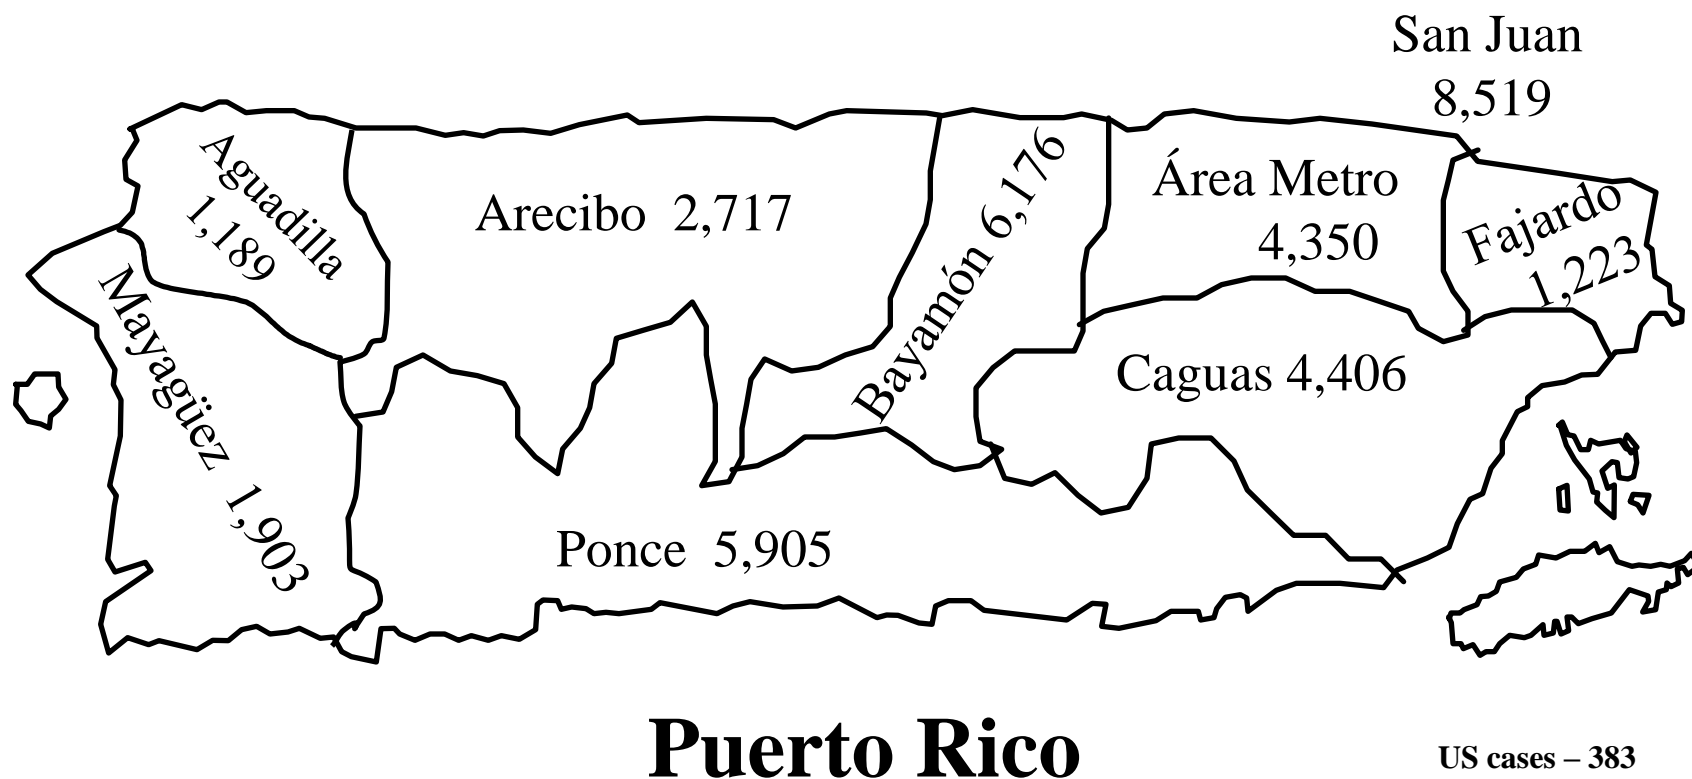 San Juan
8,519
Aguadilla
1,189
Arecibo 2,717
Bayamón 6,176
Área Metro
4,350
Fajardo
1,223
Mayagüez 1,903
Caguas 4,406
Ponce 5,905
Puerto Rico
US cases – 383